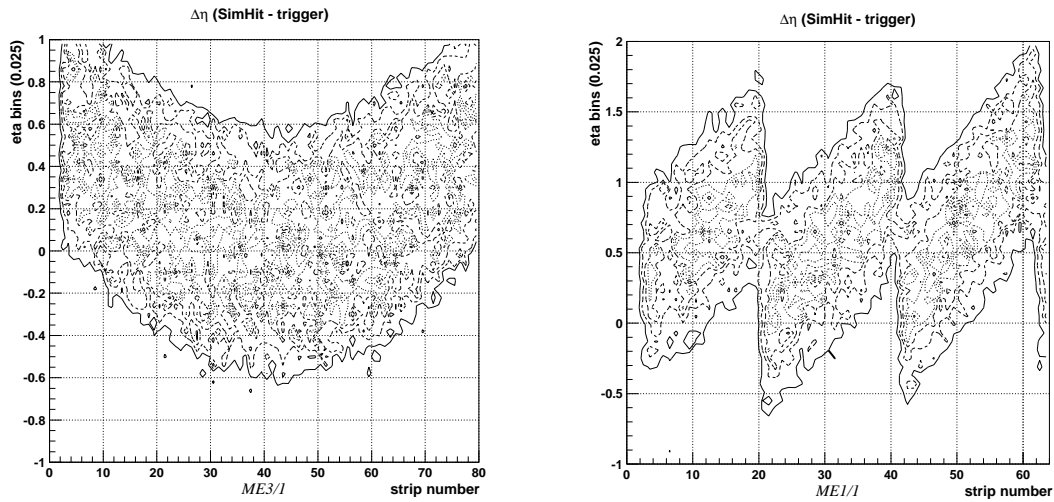 Δη (SimHit - trigger)
eta bins (0.025)
1
0.8
0.6
0.4
0.2
0
-0.2
-0.4
-0.6
-0.8
-1
0 10 20 30 40 50 60 70 80
ME3/1 strip number
Δη (SimHit - trigger)
eta bins (0.025)
2
1.5
1
0.5
0
-0.5
-1
0 10 20 30 40 50 60
ME1/1 strip number